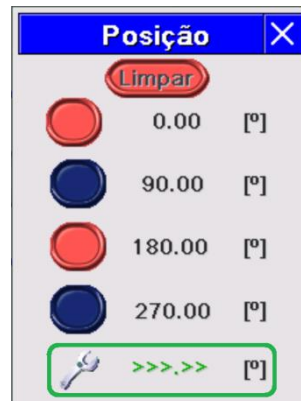 Posição
Limpar
0.00 [º]
90.00 [º]
180.00 [º]
270.00 [º]
>>>.>> [º]